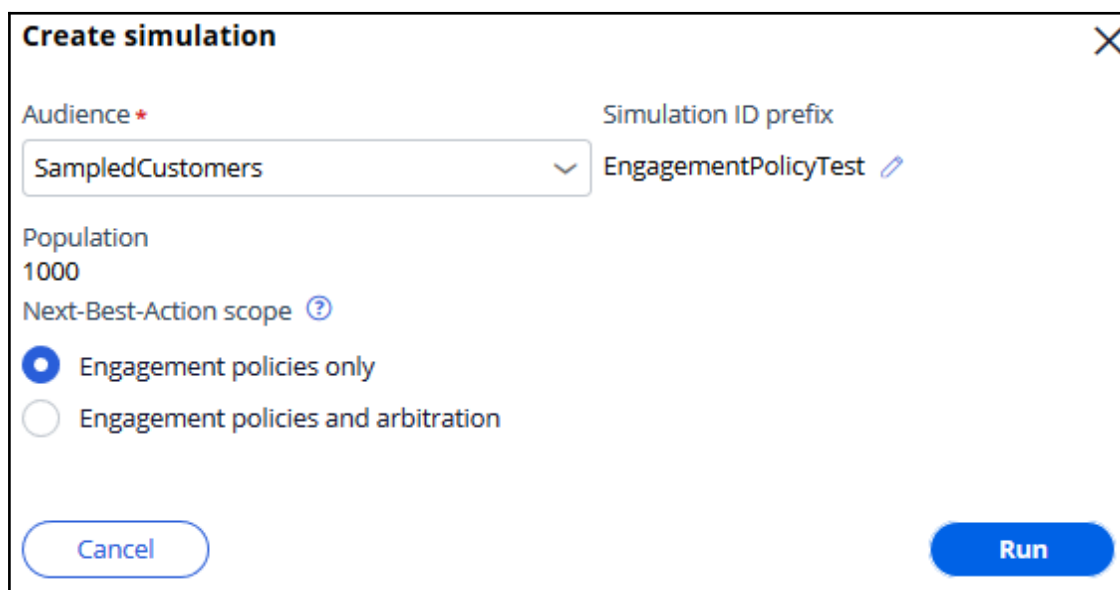 Create simulation
Audience *
Simulation ID prefix
SampledCustomers
EngagementPolicyTest
Population
1000
Next-Best-Action scope ?
Engagement policies only
Engagement policies and arbitration
Cancel
Run